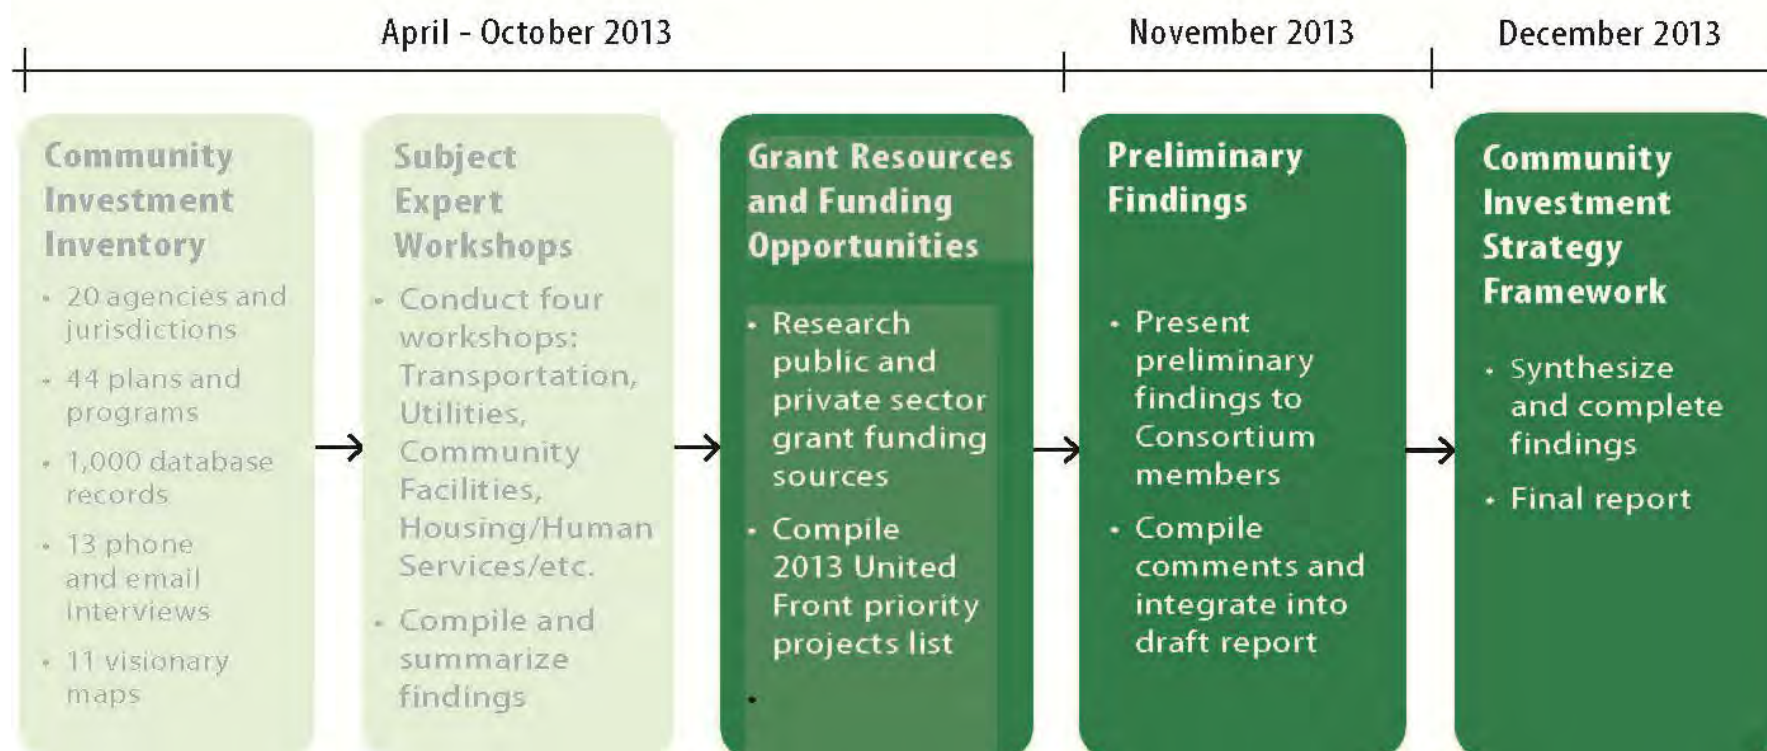 April - October 2013
November 2013
December 2013
Community
Investment
Inventory
• 20 agencies and
jurisdictions
• 44 plans and
programs
• 1,000 database
records
• 13 phone
and email
interviews
• 11 visionary
maps
Subject
Expert
Workshops
• Conduct four
workshops:
Transportation,
Utilities,
Community
Facilities,
Housing/Human
Services/etc.
• Compile and
summarize
findings
Grant Resources
and Funding
Opportunities
• Research
public and
private sector
grant funding
sources
• Compile
2013 United
Front priority
projects list
•
Preliminary
Findings
• Present
preliminary
findings to
Consortium
members
• Compile
comments and
integrate into
draft report
Community
Investment
Strategy
Framework
• Synthesize
and complete
findings
• Final report